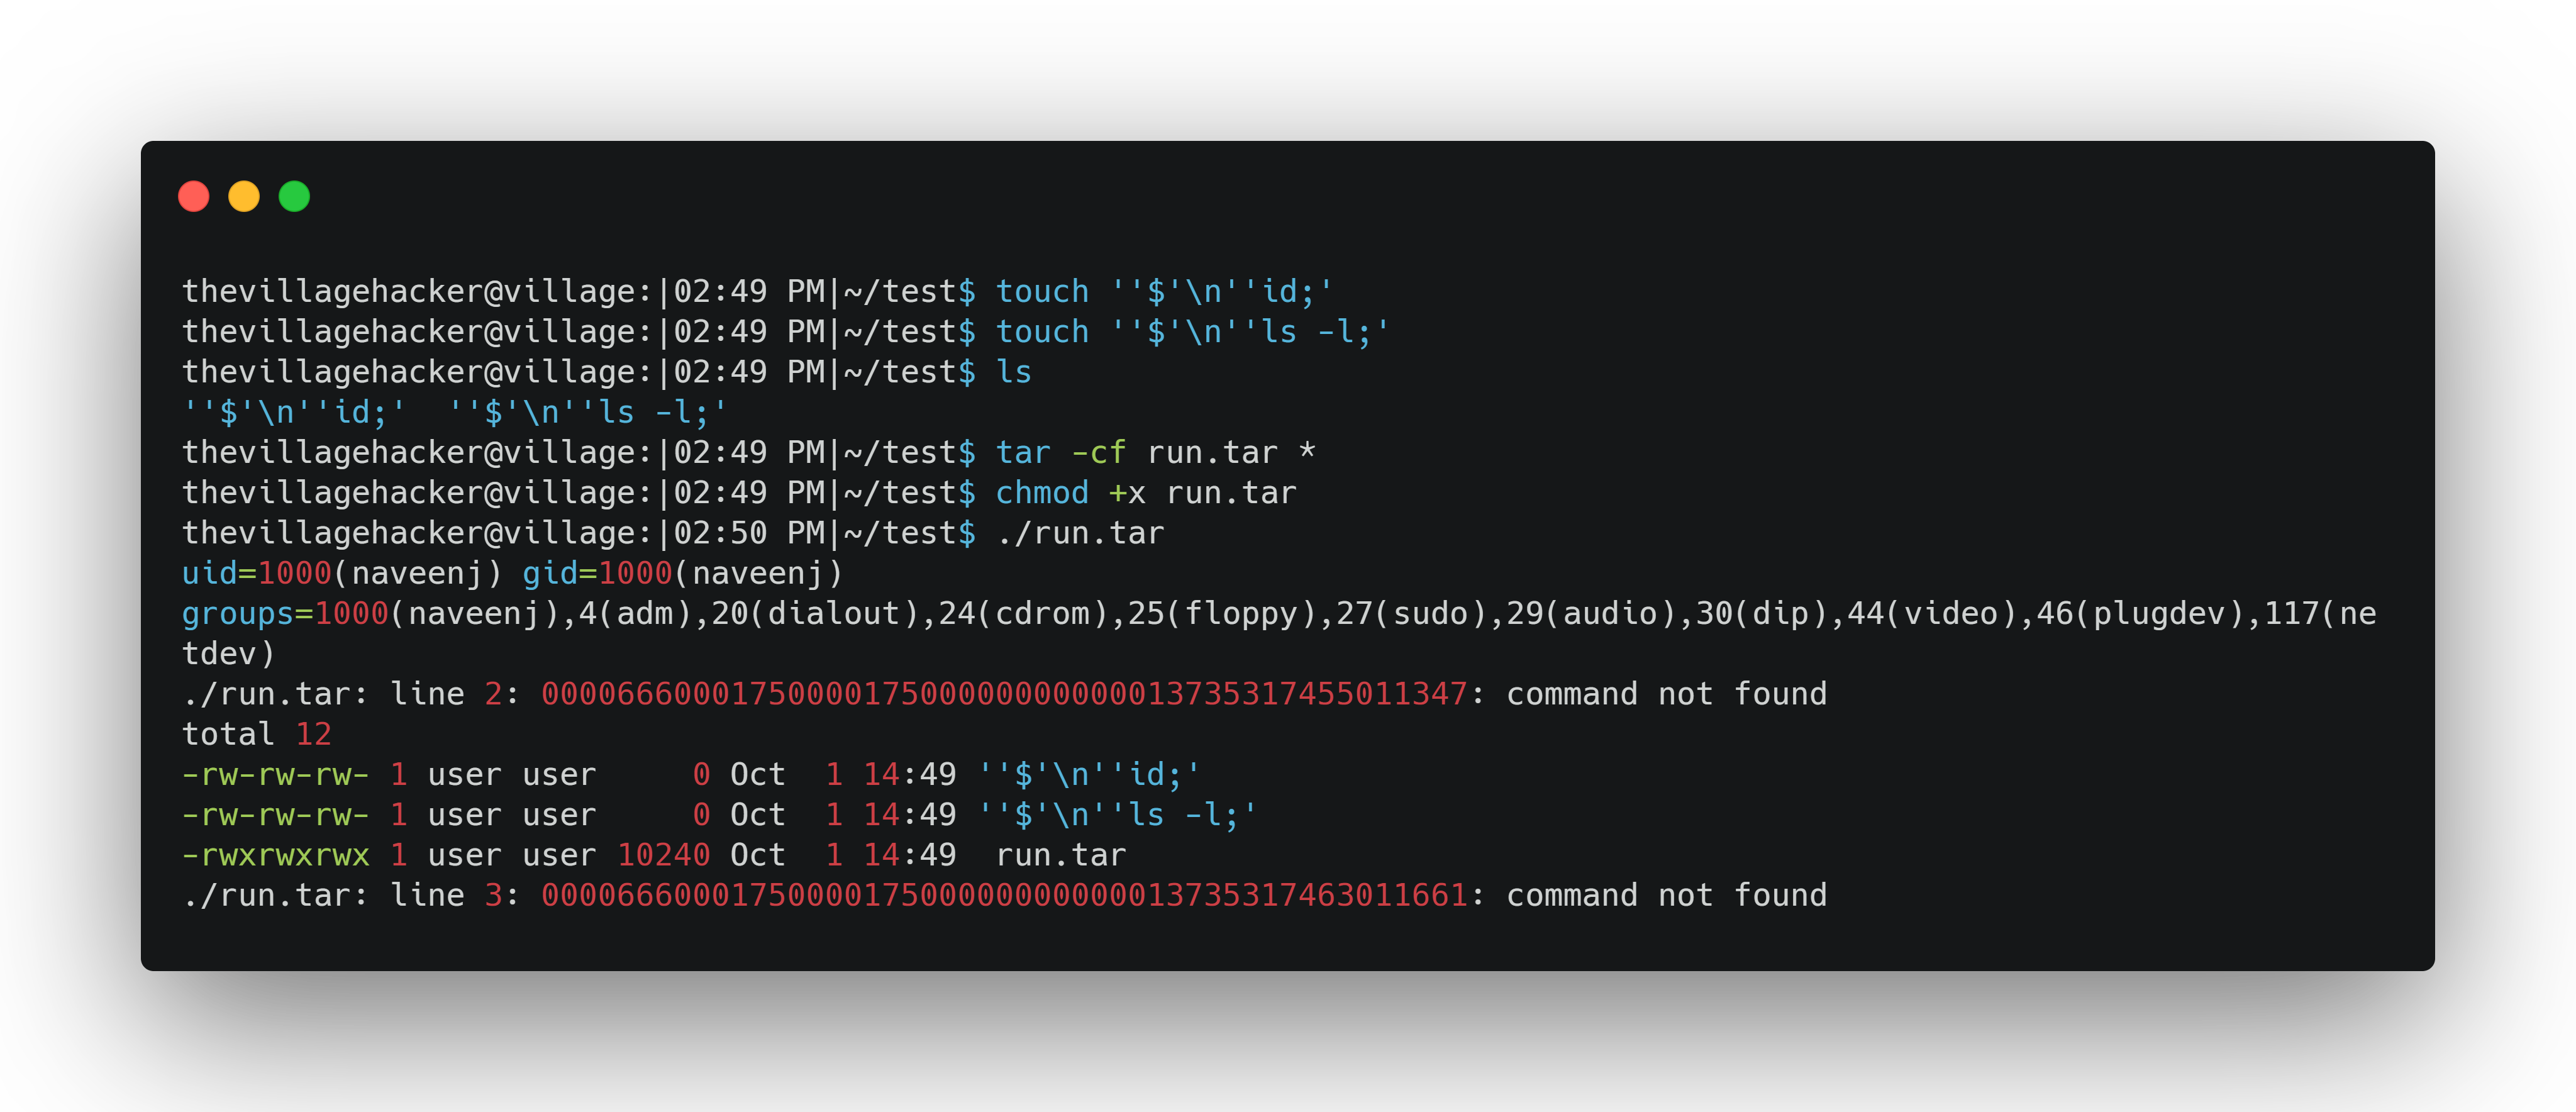 thevillagehacker@village:|02:49 PM|~/test$ touch ''$'\n''id;'
thevillagehacker@village:|02:49 PM|~/test$ touch ''$'\n''ls -l;'
thevillagehacker@village:|02:49 PM|~/test$ ls
''$'\n''id;'  ''$'\n''ls -l;'
thevillagehacker@village:|02:49 PM|~/test$ tar -cf run.tar *
thevillagehacker@village:|02:49 PM|~/test$ chmod +x run.tar
thevillagehacker@village:|02:50 PM|~/test$ ./run.tar
uid=1000(naveenj) gid=1000(naveenj)
groups=1000(naveenj),4(adm),20(dialout),24(cdrom),25(floppy),27(sudo),29(audio),30(dip),44(video),46(plugdev),117(ne
tdev)
./run.tar: line 2: 0000666000175000017500000000000000013735317455011347: command not found
total 12
-rw-rw-rw- 1 user user     0 Oct  1 14:49 ''$'\n''id;'
-rw-rw-rw- 1 user user     0 Oct  1 14:49 ''$'\n''ls -l;'
-rwxrwxrwx 1 user user 10240 Oct  1 14:49  run.tar
./run.tar: line 3: 0000666000175000017500000000000000013735317463011661: command not found